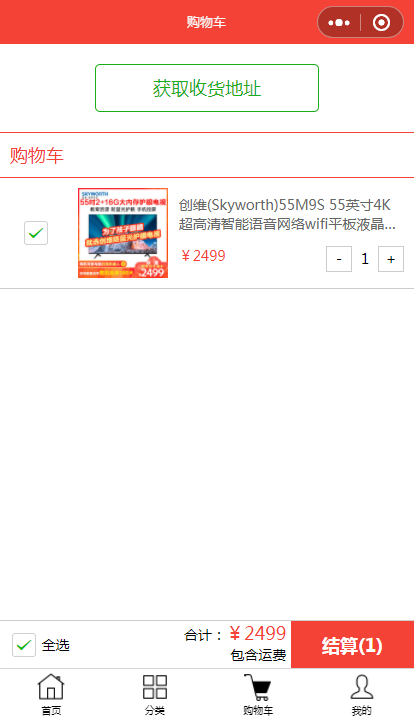 购物车
获取收货地址
购物车
SKYWORTH
55吋2+16G大内存护眼电视
为了孩子眼睛
就选创维防蓝光护眼电视
2499
创维(Skyworth)55M9S 55英寸4K
超高清智能语音网络wifi平板液晶...
￥2499
- 1 +
全选
合计：￥2499
包含运费
结算(1)
首页
分类
购物车
我的